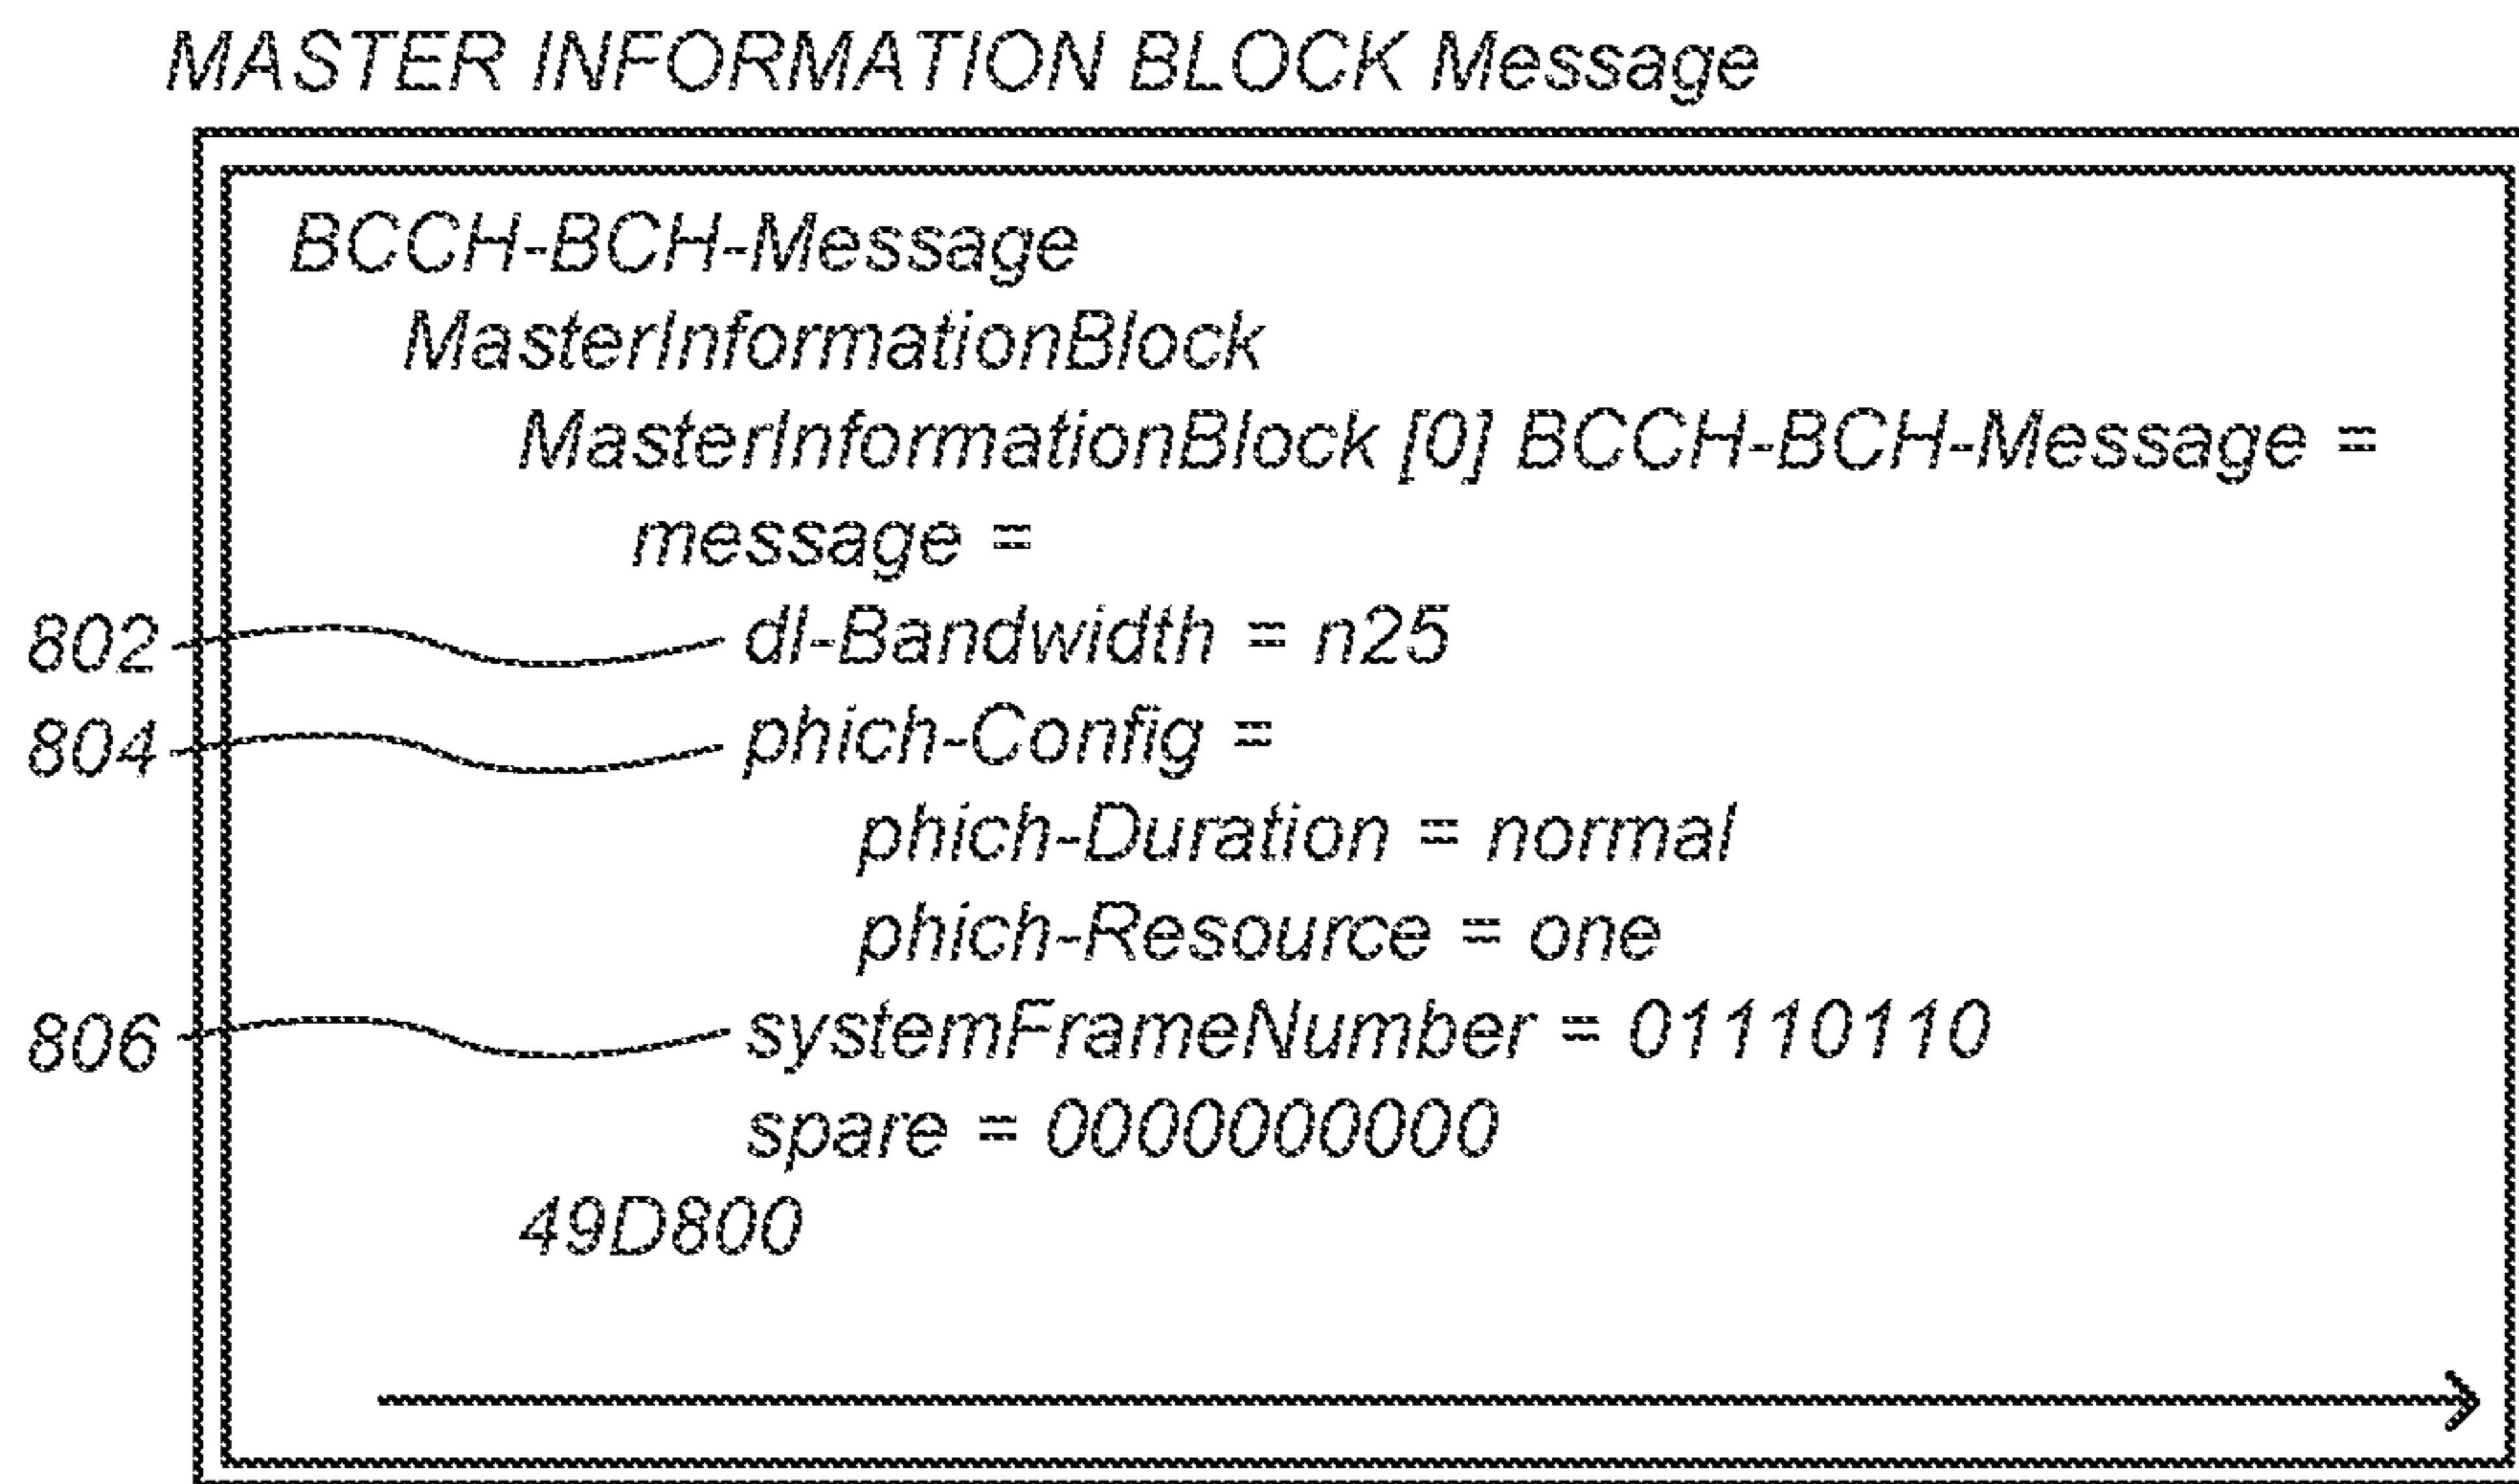 MASTER INFORMATION BLOCK Message
BCCH-BCH-Message
MasterInformationBlock
MasterInformationBlock [0] BCCH-BCH-Message =
message =
802 dl-Bandwidth = n25
804 phich-Config =
phich-Duration = normal
phich-Resource = one
806 systemFrameNumber = 01110110
spare = 0000000000
49D800